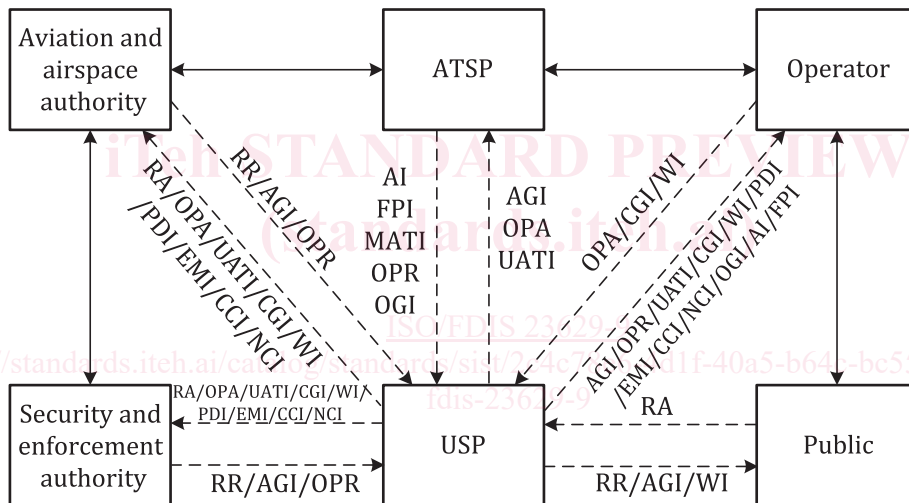 Aviation and
airspace
authority
ATSP
Operator
iTeh STANDARD PREVIEW
(standards.iteh.ai)
RR/AGI/OPR
RA/OPA/UATI/CGI/WI
/PDI/EMI/CCI/NCI
AI
FPI
MATI
OPR
OGI
AGI
OPA
UATI
OPA/CGI/WI
AGI/OPR/UATI/CGI/WI/PDI
/EMI/CCI/NCI/OGI/AI/FPI
ISO/FDIS 23629-9
fdis-23629-9
Security and
enforcement
authority
RA/OPA/UATI/CGI/WI/
PDI/EMI/CCI/NCI
RR/AGI/OPR
USP
RA
RR/AGI/WI
Public